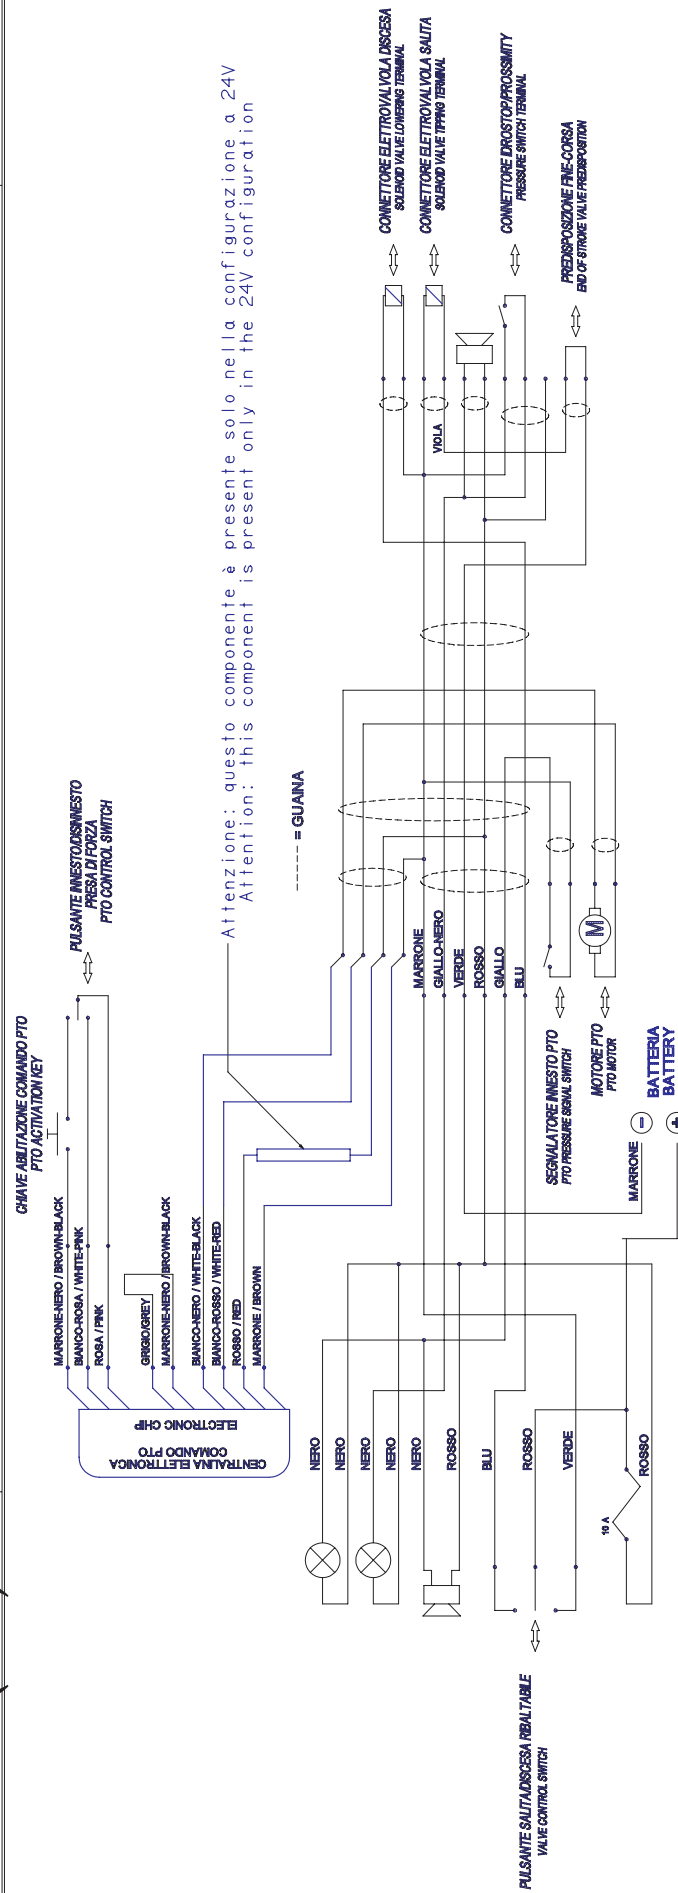 CONNETTORE ELETTROVALVOLA DISCESA
SOLENOID VALVE LOWERING TERMINAL
CONNETTORE ELETTROVALVOLA SALITA
SOLENOID VALVE TIPPING TERMINAL
CONNETTORE IDROSTOP/PROSSIMITY
PRESSURE SWITCH TERMINAL
PREDISPOSIZIONE FINE-CORSA
END OF STROKE VALVE PREDISPOSITION
Attenzione: questo componente è presente solo nella configurazione a 24V
Attention: this component is present only in the 24V configuration
VIOLA
----- = GUAINA
PULSANTE INNESTO/DISINNESTO
PRESA DI FORZA
PTO CONTROL SWITCH
CHIAVE ABILITAZIONE COMANDO PTO
PTO ACTIVATION KEY
MARRONE-NERO / BROWN-BLACK
BIANCO-ROSA / WHITE-PINK
ROSA / PINK
GRIGIO/GREY
MARRONE-NERO / BROWN-BLACK
BIANCO-NERO / WHITE-BLACK
BIANCO-ROSSO / WHITE-RED
ROSSO / RED
MARRONE / BROWN
CENTRALINA ELETTRONICA
COMANDO PTO
ELECTRONIC CHIP
MARRONE
GIALLO-NERO
VERDE
ROSSO
GIALLO
BLU
SEGNALATORE INNESTO PTO
PTO PRESSURE SIGNAL SWITCH
M
MOTORE PTO
PTO MOTOR
BATTERIA
BATTERY
MARRONE
-
+
NERO
NERO
NERO
NERO
NERO
ROSSO
BLU
ROSSO
VERDE
10 A
ROSSO
PULSANTE SALITA/DISCESA RIBALTABILE
VALVE CONTROL SWITCH